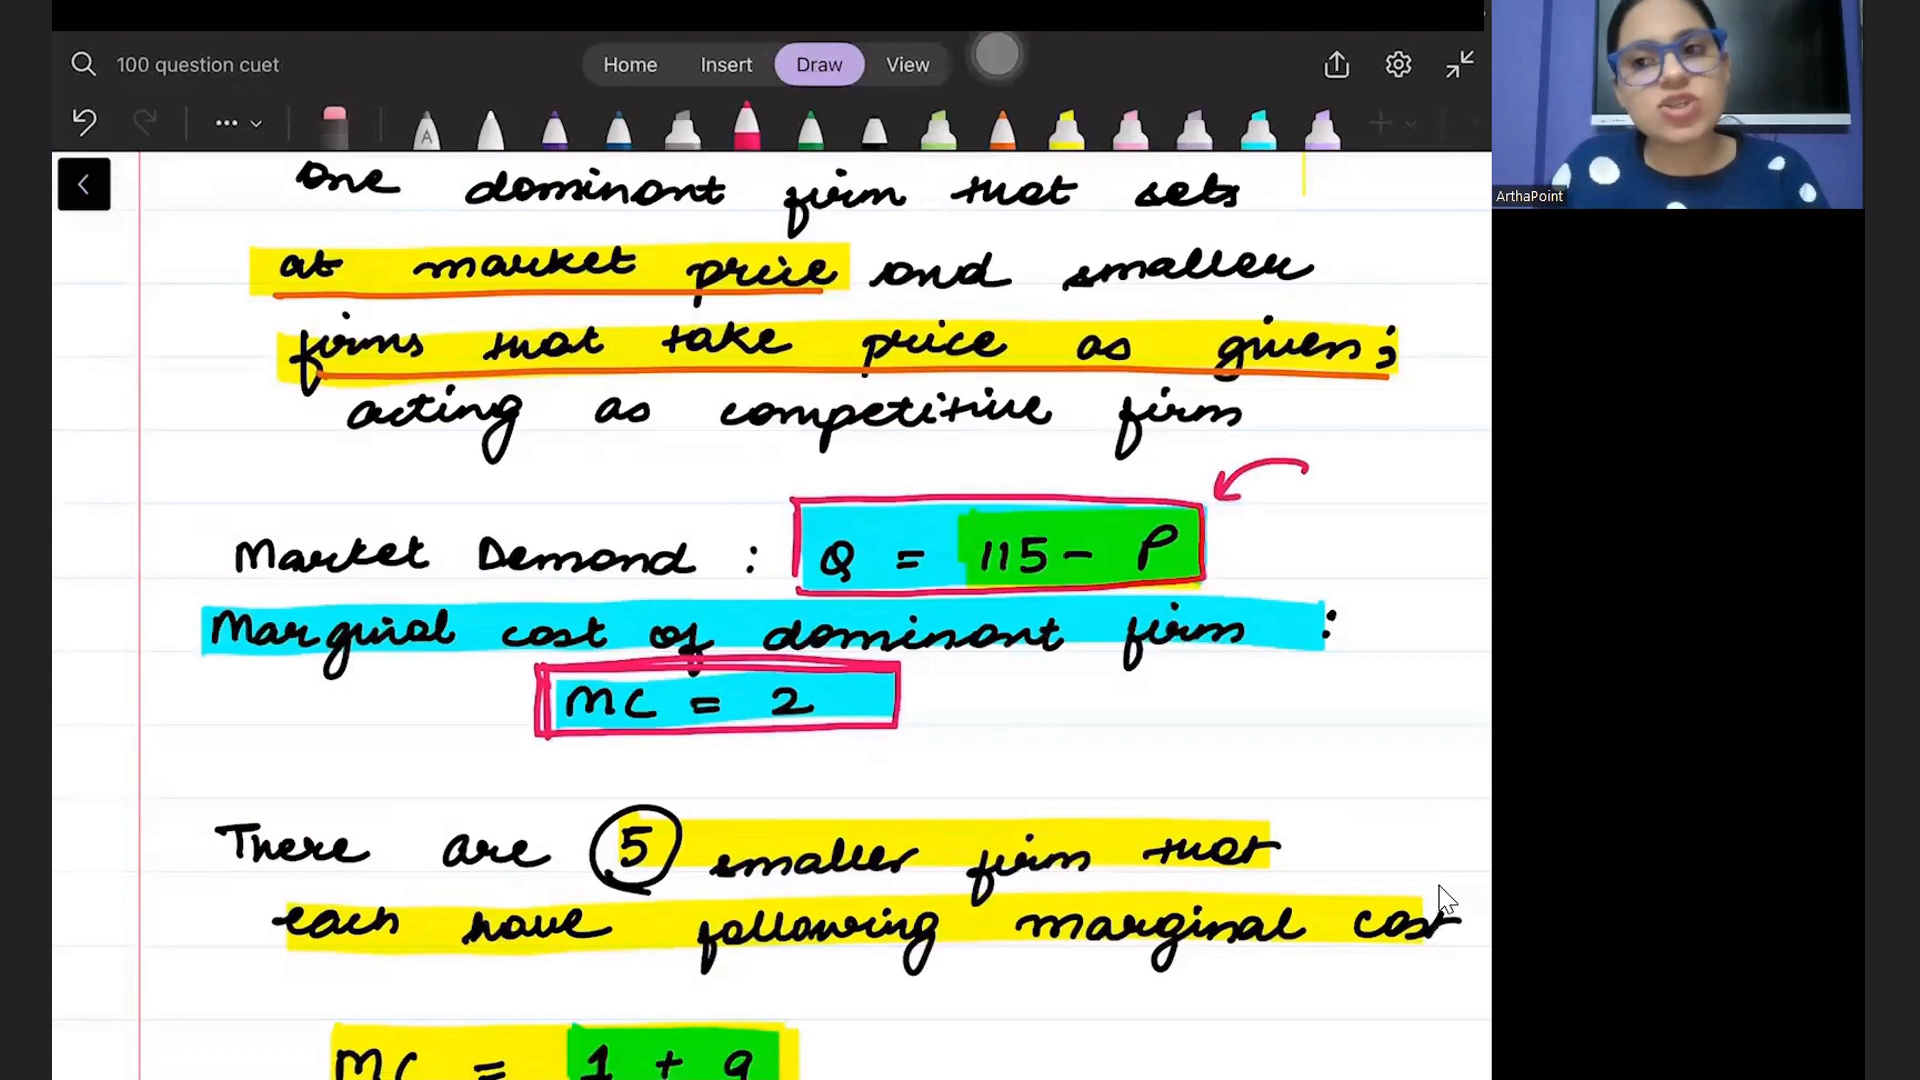 100 question cuet
Home Insert Draw View
A
one dominant firm that sets
at market price and smaller
firms that take price as given;
acting as competitive firm
Market Demand : Q = 115 - P
Marginal cost of dominant firm :
MC = 2
There are 5 smaller firm that
each have following marginal cost
MC = 1 + q
ArthaPoint